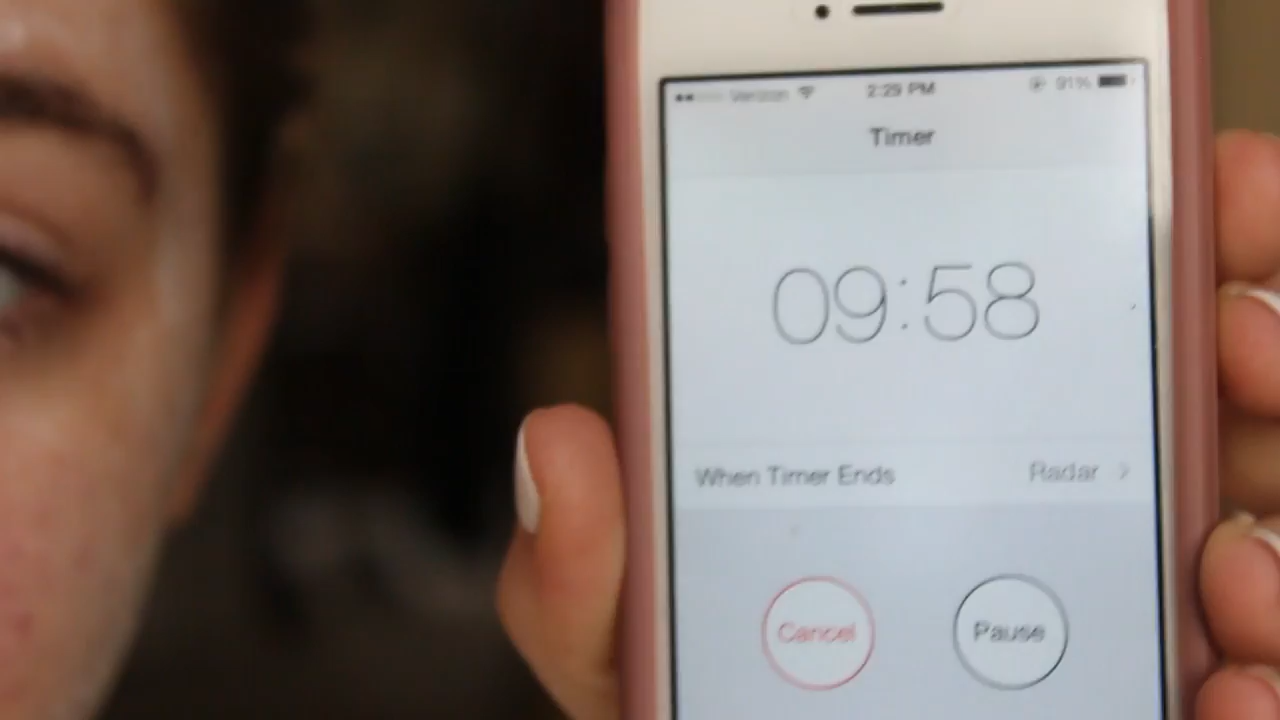 Verizon 2:29 PM 91%
Timer
09:58
When Timer Ends Radar >
Cancel Pause